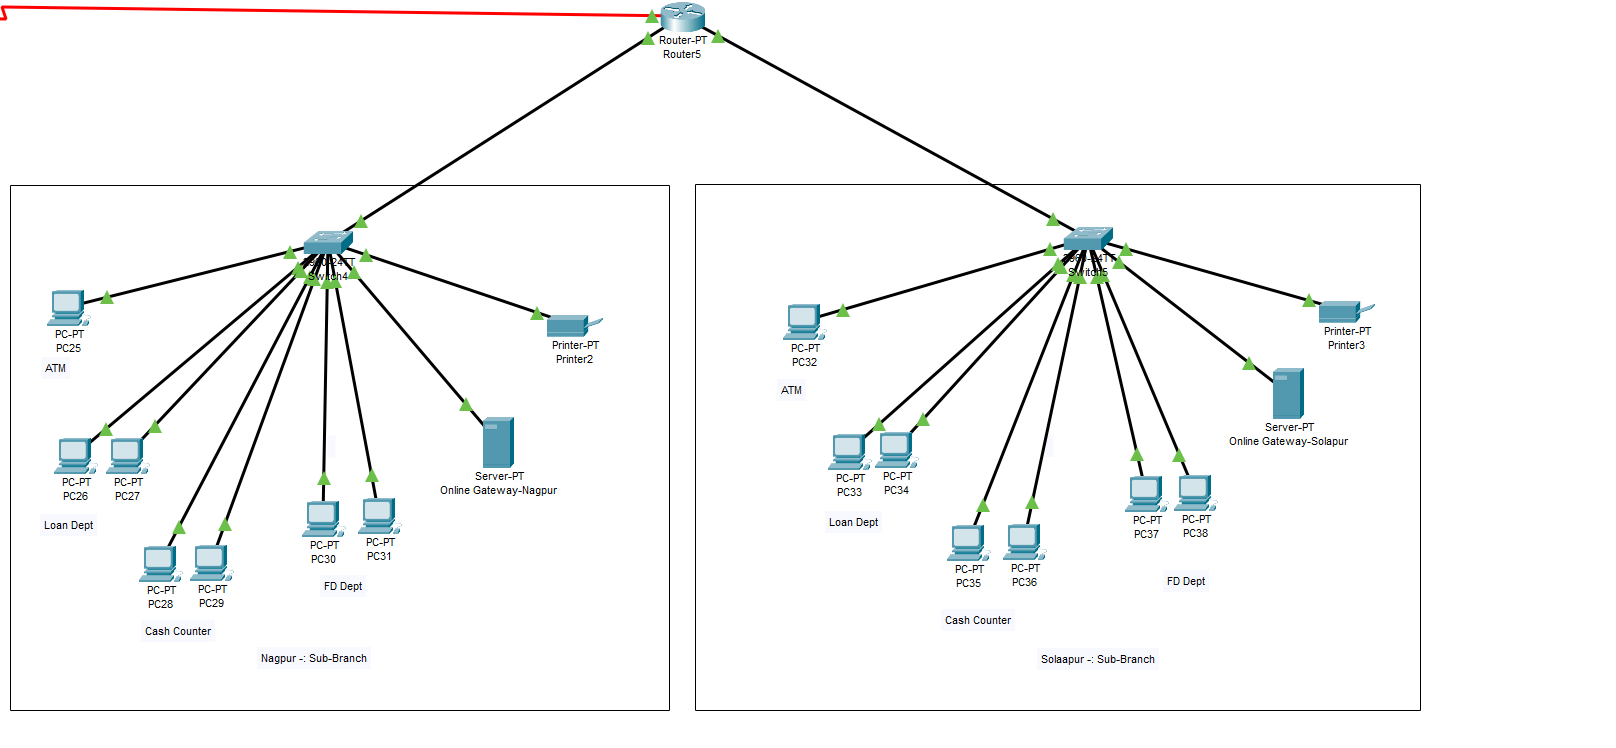 Router-PT
Router5
Switch4
PC-PT
PC25
ATM
Printer-PT
Printer2
PC-PT
PC26
PC-PT
PC27
Loan Dept
Server-PT
Online Gateway-Nagpur
PC-PT
PC30
PC-PT
PC31
FD Dept
PC-PT
PC28
PC-PT
PC29
Cash Counter
Nagpur -: Sub-Branch
Switch5
PC-PT
PC32
ATM
Printer-PT
Printer3
Server-PT
Online Gateway-Solapur
PC-PT
PC33
PC-PT
PC34
Loan Dept
PC-PT
PC37
PC-PT
PC38
FD Dept
PC-PT
PC35
PC-PT
PC36
Cash Counter
Solaapur -: Sub-Branch